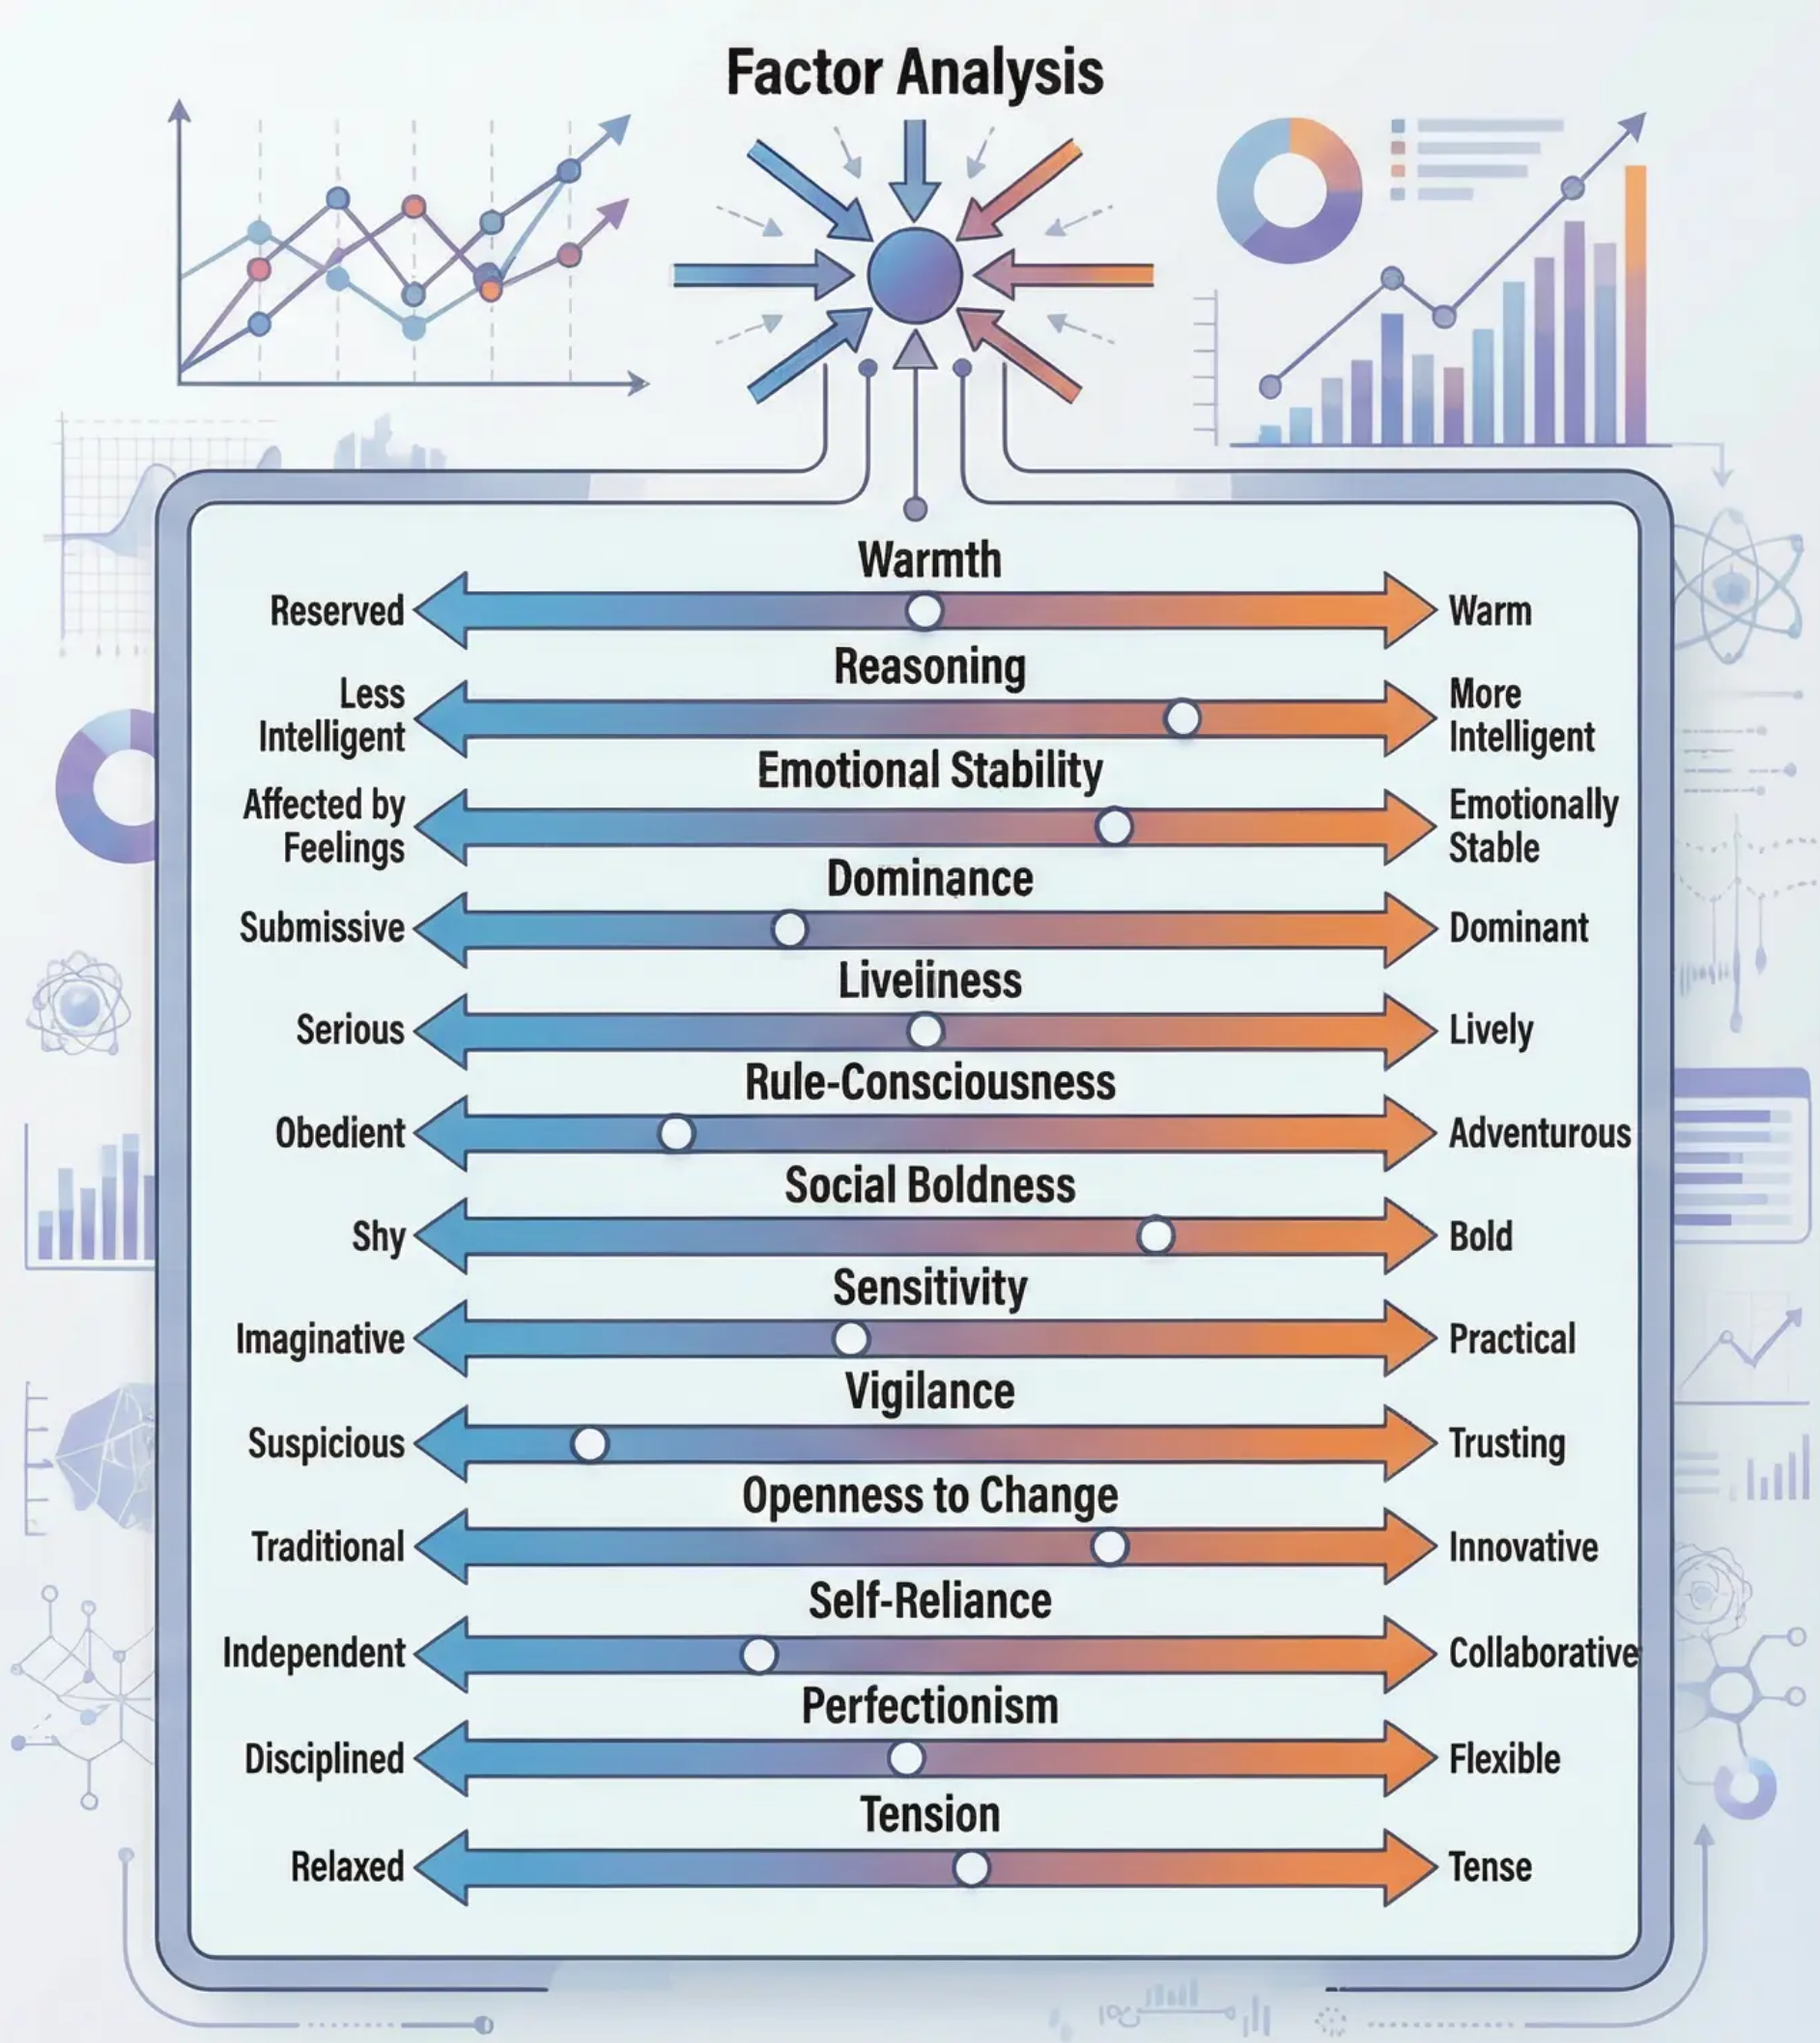 Factor Analysis
Warmth
Reserved
Warm
Reasoning
Less
Intelligent
More
Intelligent
Emotional Stability
Affected by
Feelings
Emotionally
Stable
Dominance
Submissive
Dominant
Liveiiness
Serious
Lively
Rule-Consciousness
Obedient
Adventurous
Social Boldness
Shy
Bold
Sensitivity
Imaginative
Practical
Vigilance
Suspicious
Trusting
Openness to Change
Traditional
Innovative
Self-Reliance
Independent
Collaborative
Perfectionism
Disciplined
Flexible
Tension
Relaxed
Tense